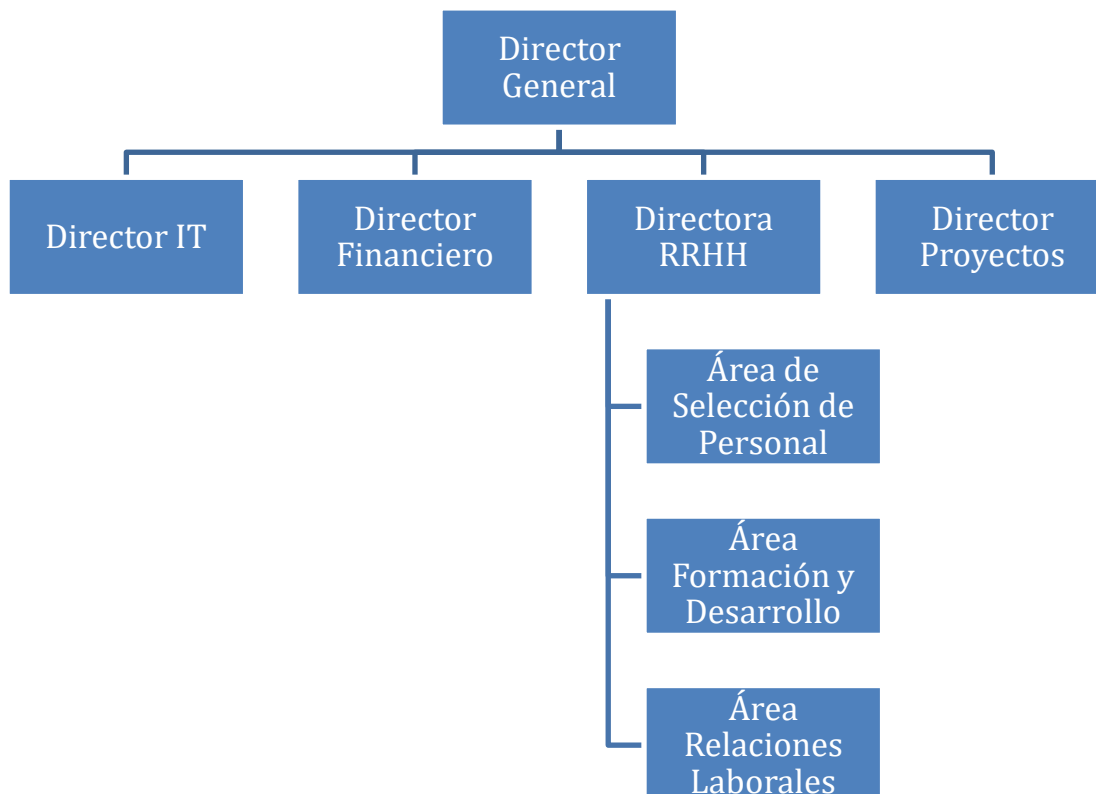 Director
General
Director IT
Director
Financiero
Directora
RRHH
Director
Proyectos
Área de
Selección de
Personal
Área
Formación y
Desarrollo
Área
Relaciones
Laborales